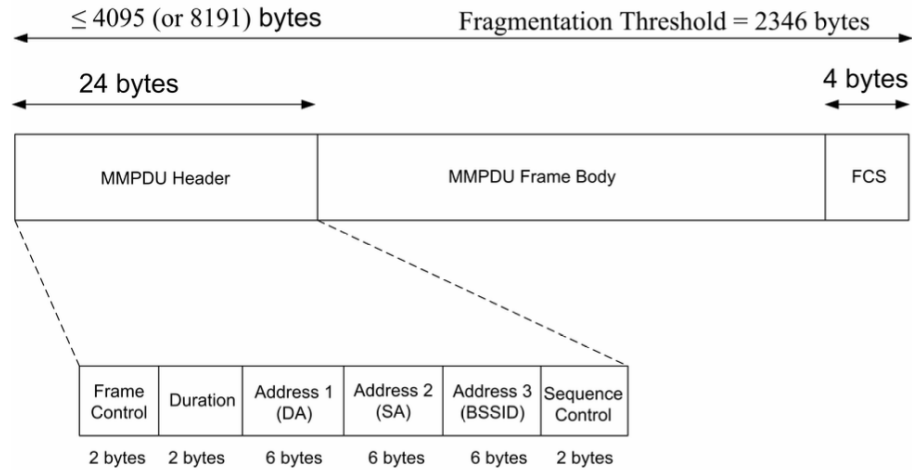 ≤ 4095 (or 8191) bytes Fragmentation Threshold = 2346 bytes
24 bytes 4 bytes
MMPDU Header MMPDU Frame Body FCS
Frame Control Duration Address 1 (DA) Address 2 (SA) Address 3 (BSSID) Sequence Control
2 bytes 2 bytes 6 bytes 6 bytes 6 bytes 2 bytes